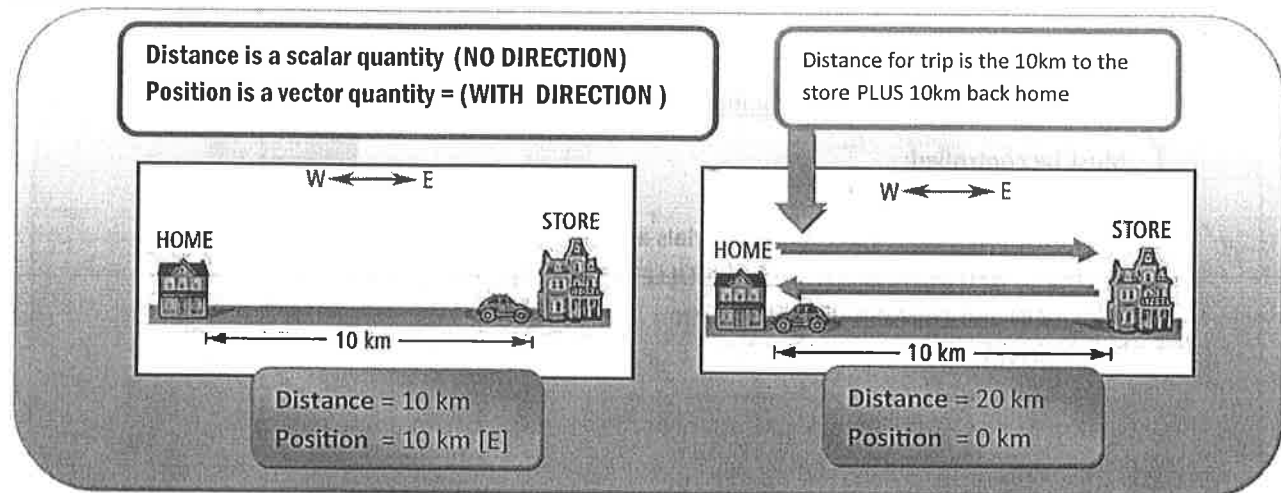 Distance is a scalar quantity (NO DIRECTION)
Position is a vector quantity = (WITH DIRECTION )
Distance for trip is the 10km to the
store PLUS 10km back home
W E
HOME
STORE
10 km
Distance = 10 km
Position = 10 km [E]
W E
HOME
STORE
10 km
Distance = 20 km
Position = 0 km